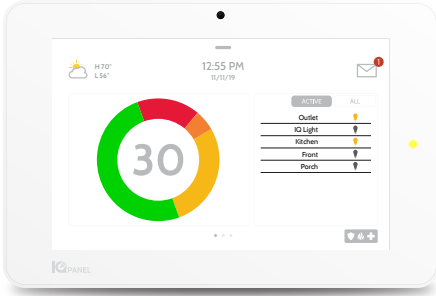 H 70°
L 56°
12:55 PM
11/11/19
1
30
ACTIVE
ALL
Outlet
IQ Light
Kitchen
Front
Porch
IQ PANEL